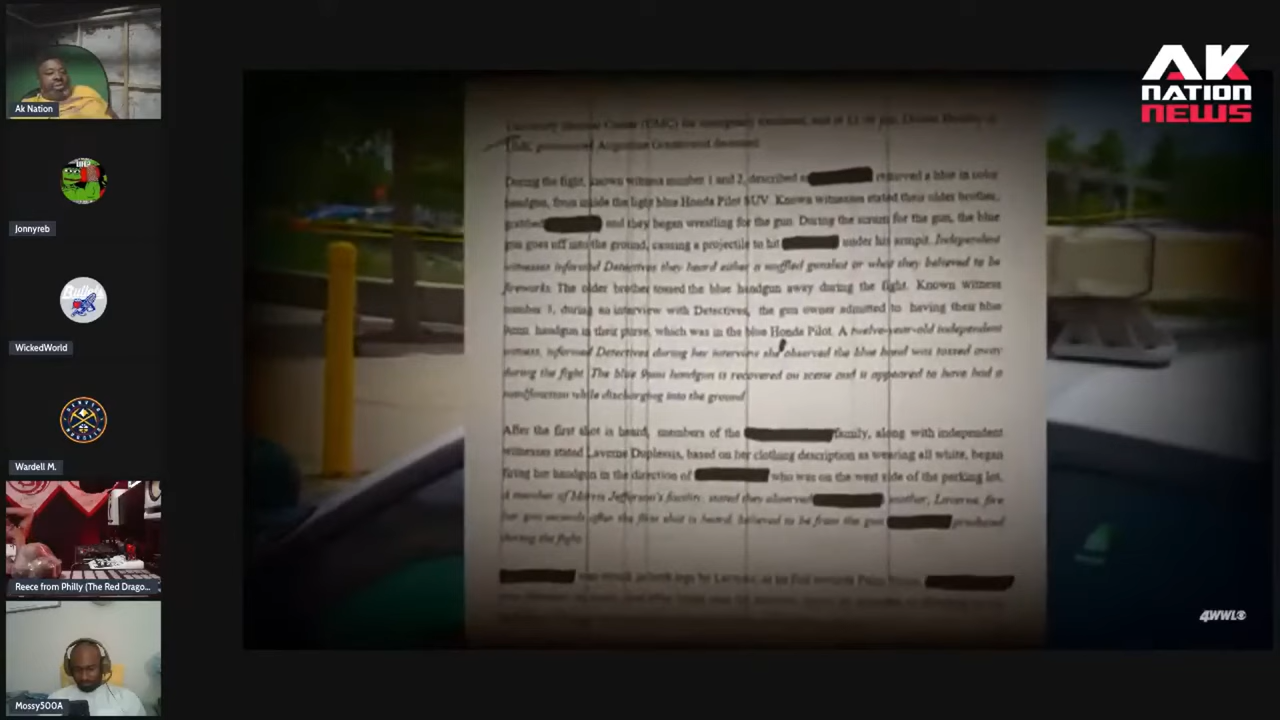 Ak Nation
Jonnyreb
WickedWorld
Wardell M.
Reece from Philly (The Red Drago...
Mossy500A
AK
NATION
NEWS
pronounced Augustine Greenwood deceased
During the fight, known witness number 1 and 2, described removed a blue in color
handgun, from inside the light blue Honda Pilot SUV. Known witnesses stated their older brother,
grabbed and they began wrestling for the gun. During the scrum for the gun, the blue
gun goes off into the ground, causing a projectile to hit under his armpit. Independent
witnesses informed Detectives they heard either a muffled gunshot or what they believed to be
fireworks. The older brother tossed the blue handgun away during the fight. Known witness
number 3, during an interview with Detectives, the gun owner admitted to having their blue
9mm handgun in their purse, which was in the blue Honda Pilot. A twelve-year-old independent
witness, informed Detectives during her interview she observed the blue was tossed away
during the fight. The blue 9mm handgun is recovered on scene and it appeared to have had a
malfunction while discharging into the ground
After the first shot is heard, members of the family, along with independent
witnesses stated Laverne Duplessis, based on her clothing description as wearing all white, began
firing her handgun in the direction of who was on the west side of the parking lot.
A member of Morris Jefferson's facility stated they observed mother, Laverne fire
her gun seconds after the first shot is heard, believed to be from the gun produced
during the fight
was
4WWL